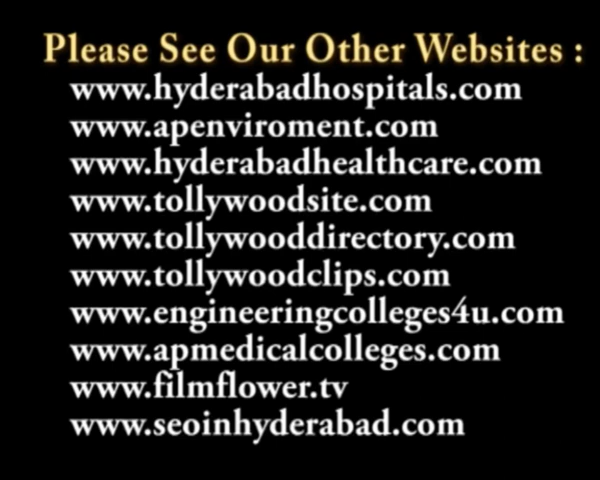 Please See Our Other Websites :
www.hyderabadhospitals.com
www.apenviroment.com
www.hyderabadhealthcare.com
www.tollywoodsite.com
www.tollywooddirectory.com
www.tollywoodclips.com
www.engineeringcolleges4u.com
www.apmedicalcolleges.com
www.filmflower.tv
www.seoinhyderabad.com